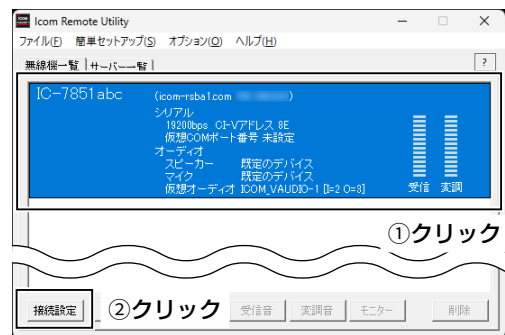 Icom Remote Utility
ファイル(F) 簡単セットアップ(S) オプション(O) ヘルプ(H)
無線機一覧 サーバー一覧 ?
IC-7851abc (icom-rsba1.com )
シリアル
19200bps CI-Vアドレス 8E
仮想COMポート番号 未設定
オーディオ
スピーカー 既定のデバイス
マイク 既定のデバイス
仮想オーディオ ICOM_VAUDIO-1 [I=2 O=3]
受信 変調
①クリック
接続設定 ②クリック 受信音 変調音 モニター 削除